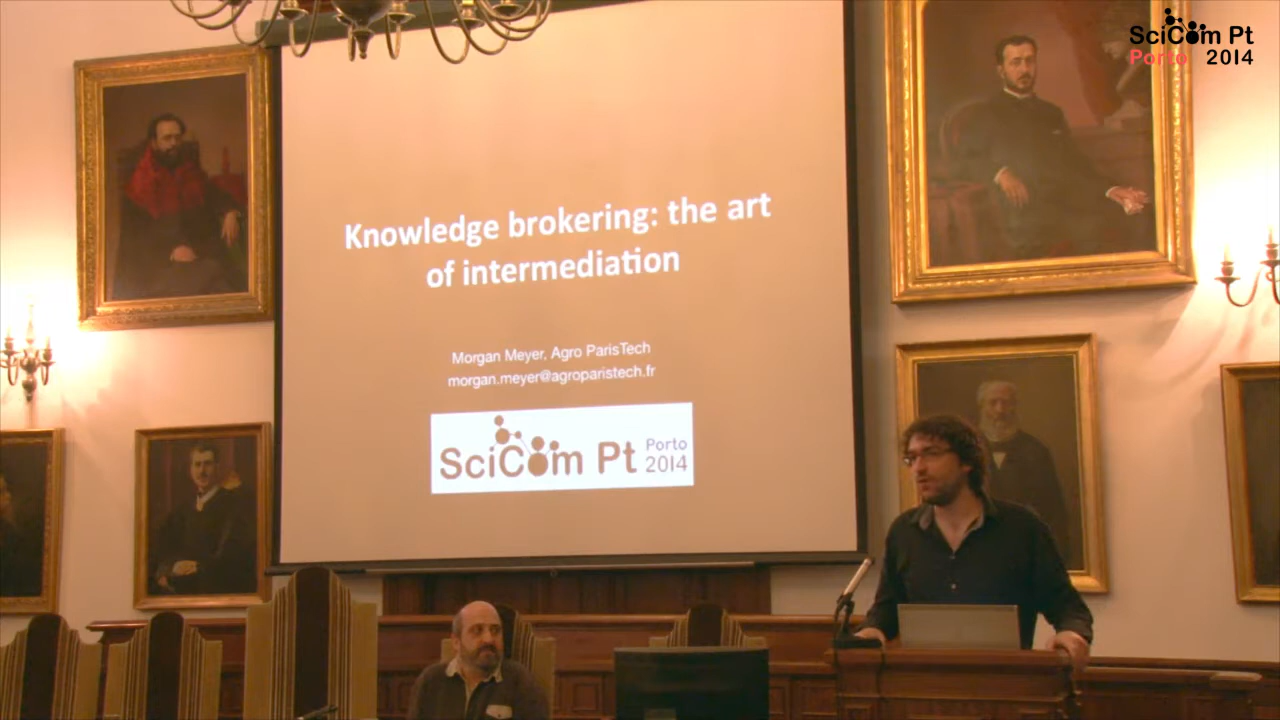 SciCom Pt
Porto 2014
Knowledge brokering: the art
of intermediation
Morgan Meyer, Agro ParisTech
morgan.meyer@agroparistech.fr
SciCom Pt Porto
2014